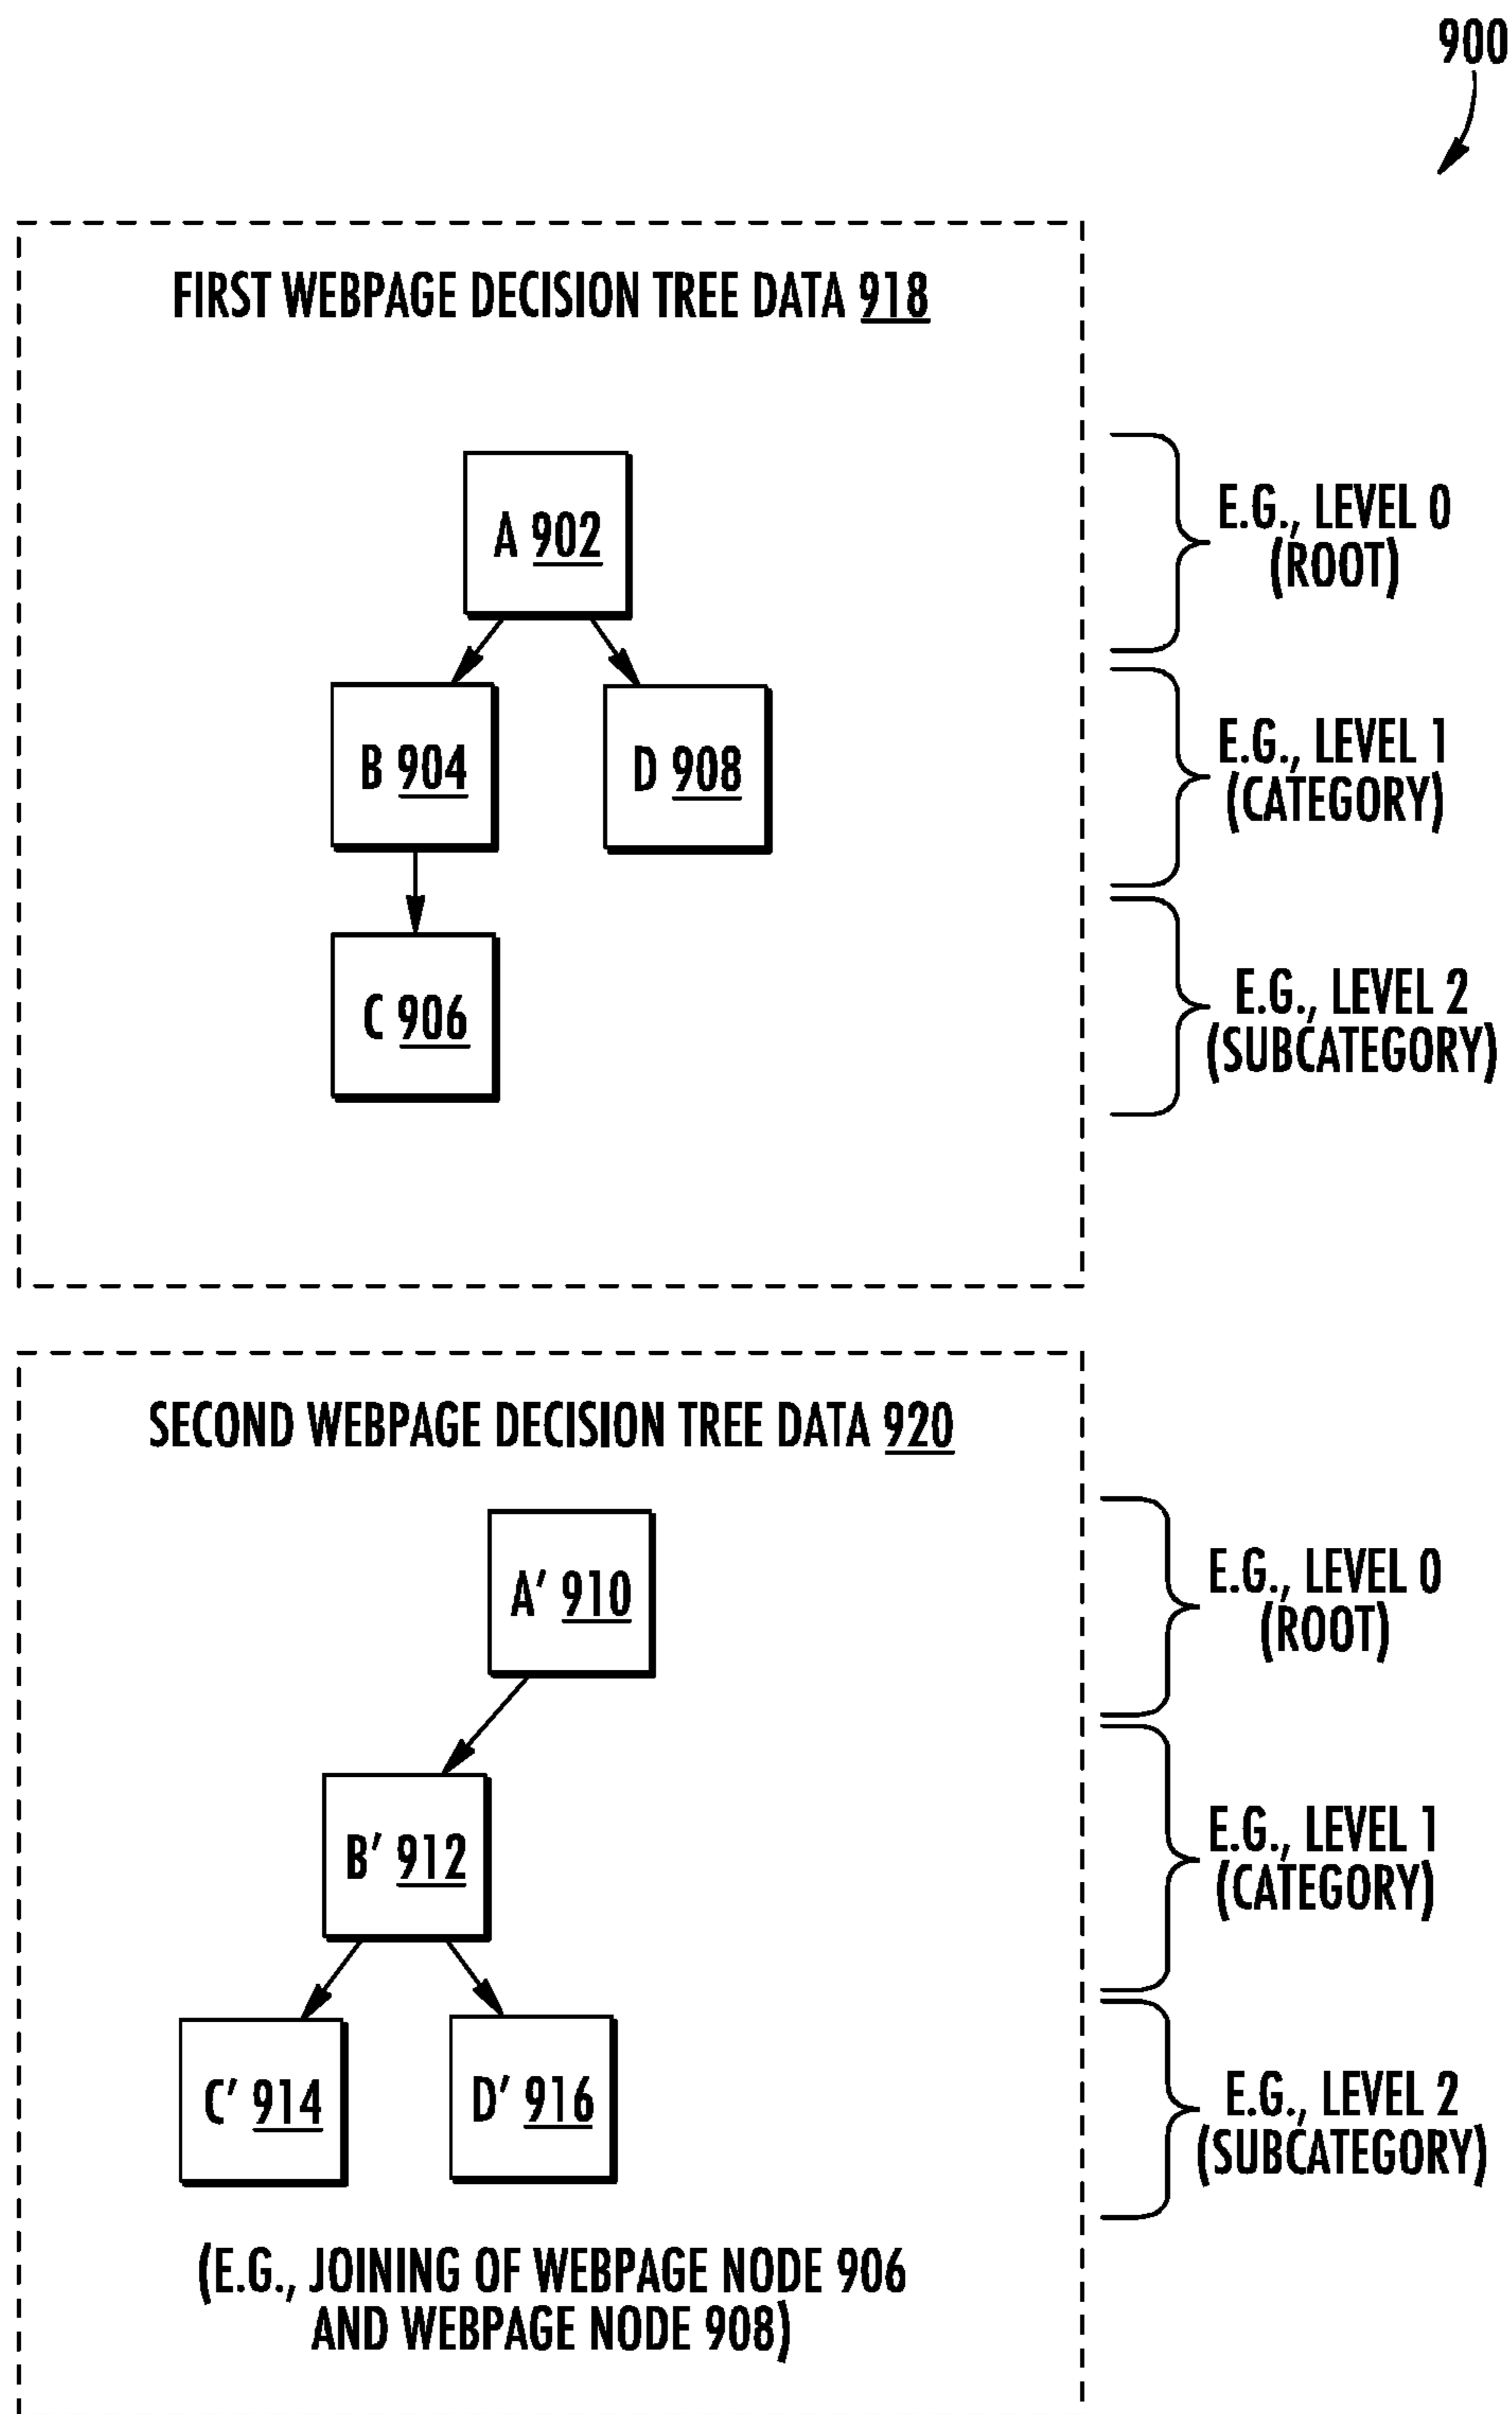 900
FIRST WEBPAGE DECISION TREE DATA 918
A 902
E.G., LEVEL 0
(ROOT)
B 904
D 908
E.G., LEVEL 1
(CATEGORY)
C 906
E.G., LEVEL 2
(SUBCATEGORY)
SECOND WEBPAGE DECISION TREE DATA 920
A' 910
E.G., LEVEL 0
(ROOT)
B' 912
E.G., LEVEL 1
(CATEGORY)
C' 914
D' 916
E.G., LEVEL 2
(SUBCATEGORY)
(E.G., JOINING OF WEBPAGE NODE 906
AND WEBPAGE NODE 908)